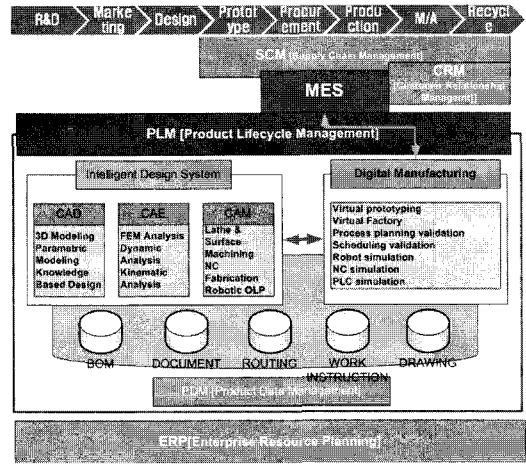 R&D
Marke
ting
Design
Protot
ype
Procur
ement
Produ
ction
M/A
Recycl
e
SCM [Supply Chain Management]
CRM
[Customer Relationship
Managemnt]
MES
PLM [Product Lifecycle Management]
Intelligent Design System
Digital Manufacturing
CAD
3D Modeling
Parametric
Modeling
Knowledge
Based Design
CAE
FEM Analysis
Dynamic
Analysis
Kinematic
Analysis
CAM
Lathe &
Surface
Machining
NC
Fabrication
Robotic OLP
Virtual prototyping
Virtual Factory
Process planning validation
Scheduling validation
Robot simulation
NC simulation
PLC simulation
BOM
DOCUMENT
ROUTING
WORK
INSTRUCTION
DRAWING
PDM [Product Data Management]
ERP[Enterprise Resource Planning]